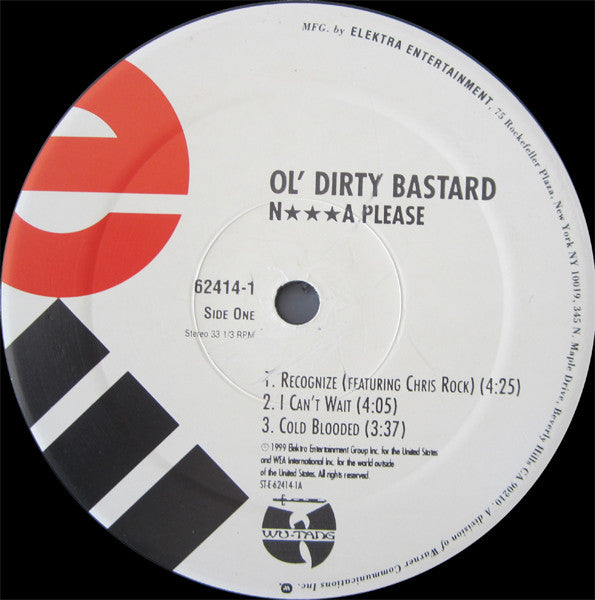 MFG. by ELEKTRA ENTERTAINMENT, 75 Rockefeller Plaza, New York NY 10019, 345 N. Maple Drive, Beverly Hills CA 90210. A division of Warner Communications Inc.
e
OL' DIRTY BASTARD
N★★★A PLEASE
62414-1
SIDE ONE
Stereo 33 1/3 RPM
1. RECOGNIZE (FEATURING CHRIS ROCK) (4:25)
2. I CAN'T WAIT (4:05)
3. COLD BLOODED (3:37)
℗ 1999 Elektra Entertainment Group Inc. for the United States
and WEA International Inc. for the world outside
of the United States. All rights reserved.
ST-E-62414-1A
WU-TANG